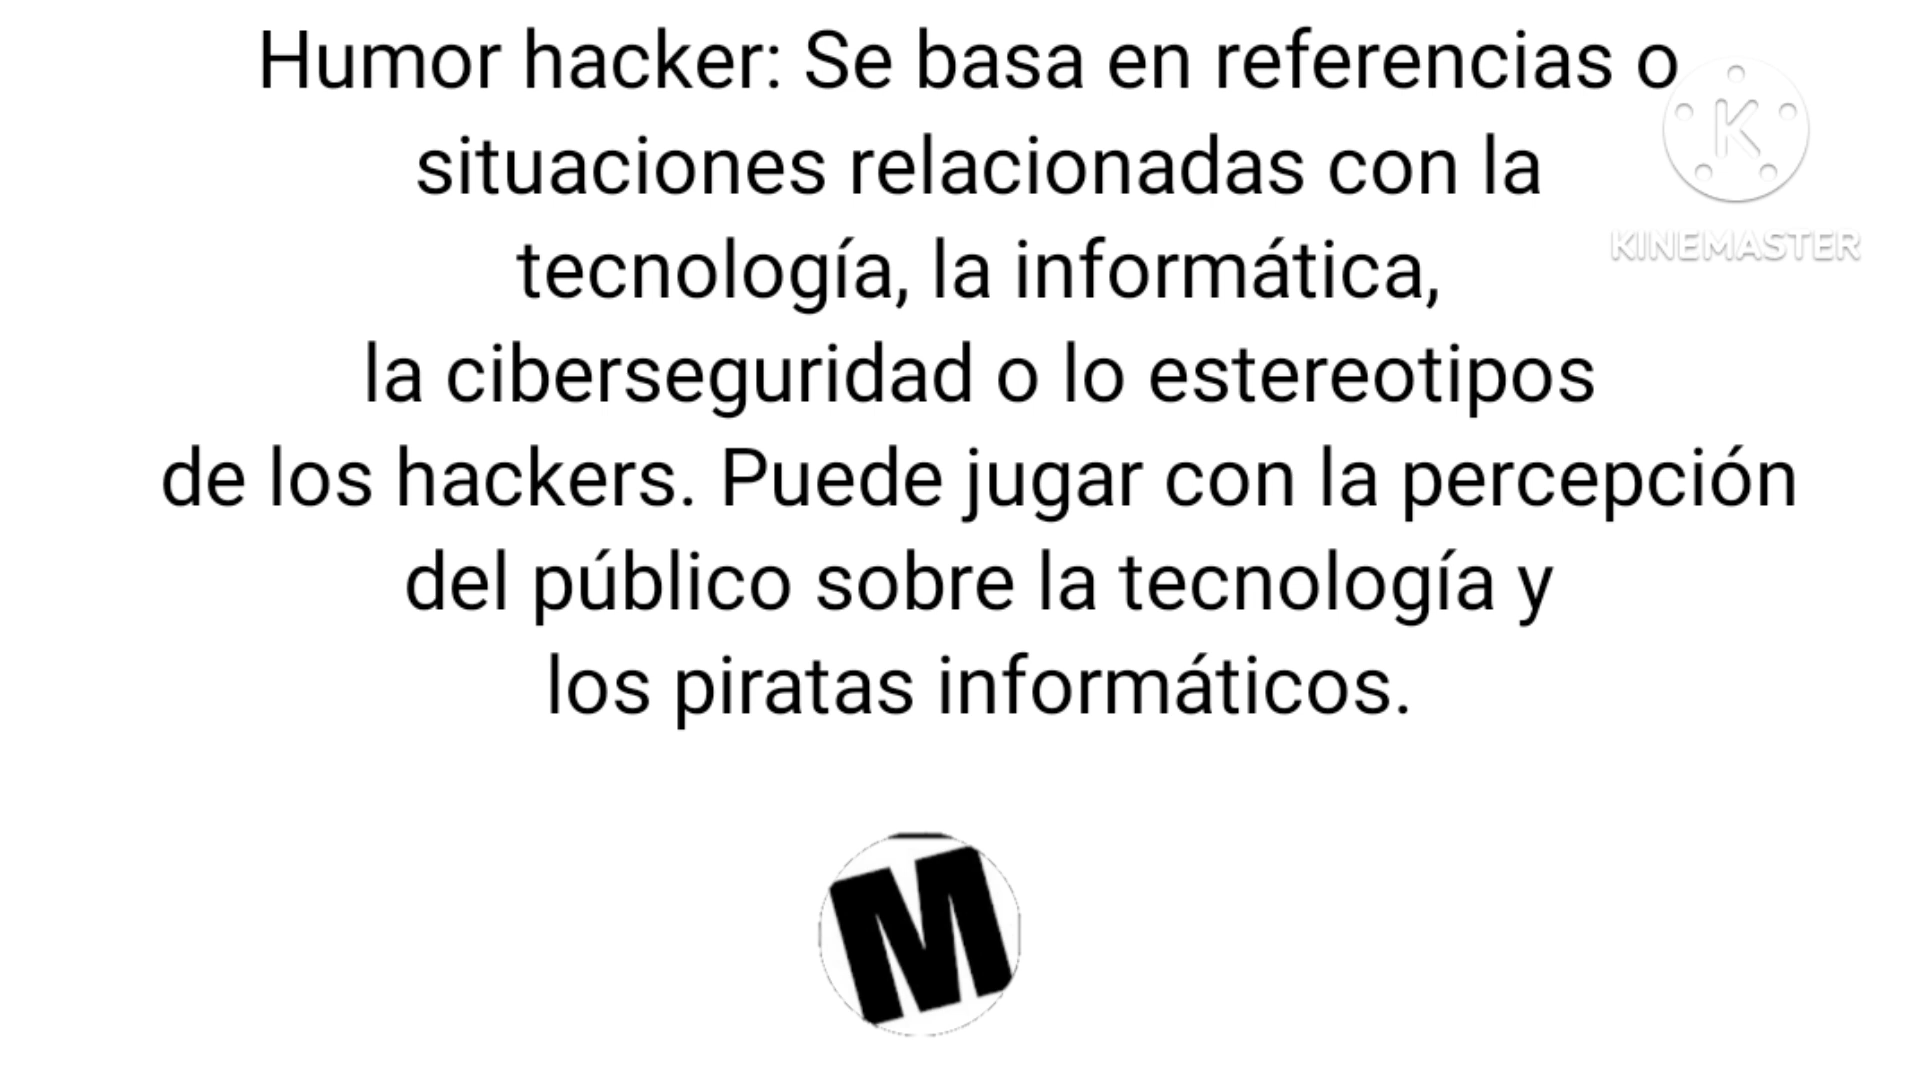 Humor hacker: Se basa en referencias o
situaciones relacionadas con la
tecnología, la informática,
la ciberseguridad o lo estereotipos
de los hackers. Puede jugar con la percepción
del público sobre la tecnología y
los piratas informáticos.
K
KINEMASTER
M